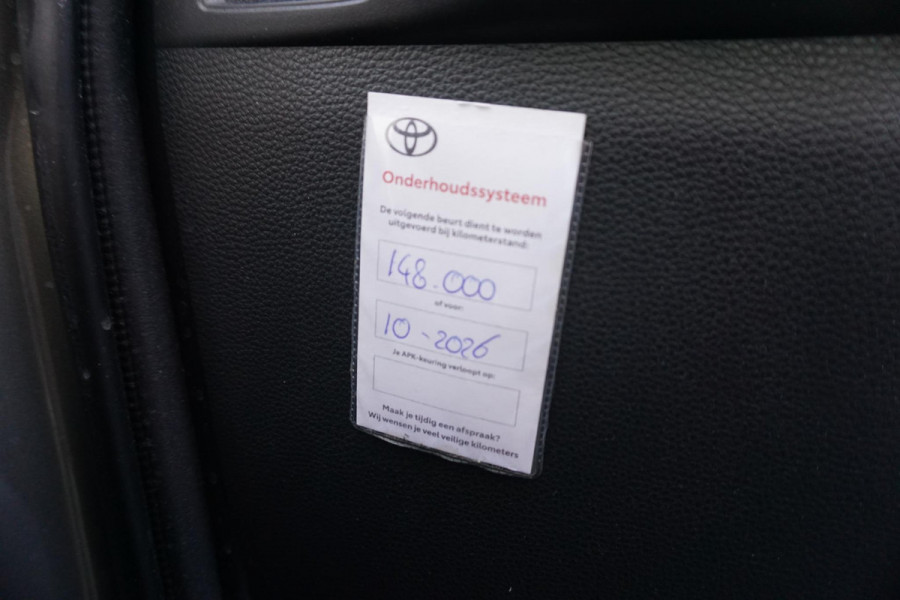 Onderhoudssysteem
De volgende beurt dient te worden
uitgevoerd bij kilometerstand:
148.000
of voor:
10-2026
Je APK-keuring verloopt op:
Maak je tijdig een afspraak?
Wij wensen je veel veilige kilometers